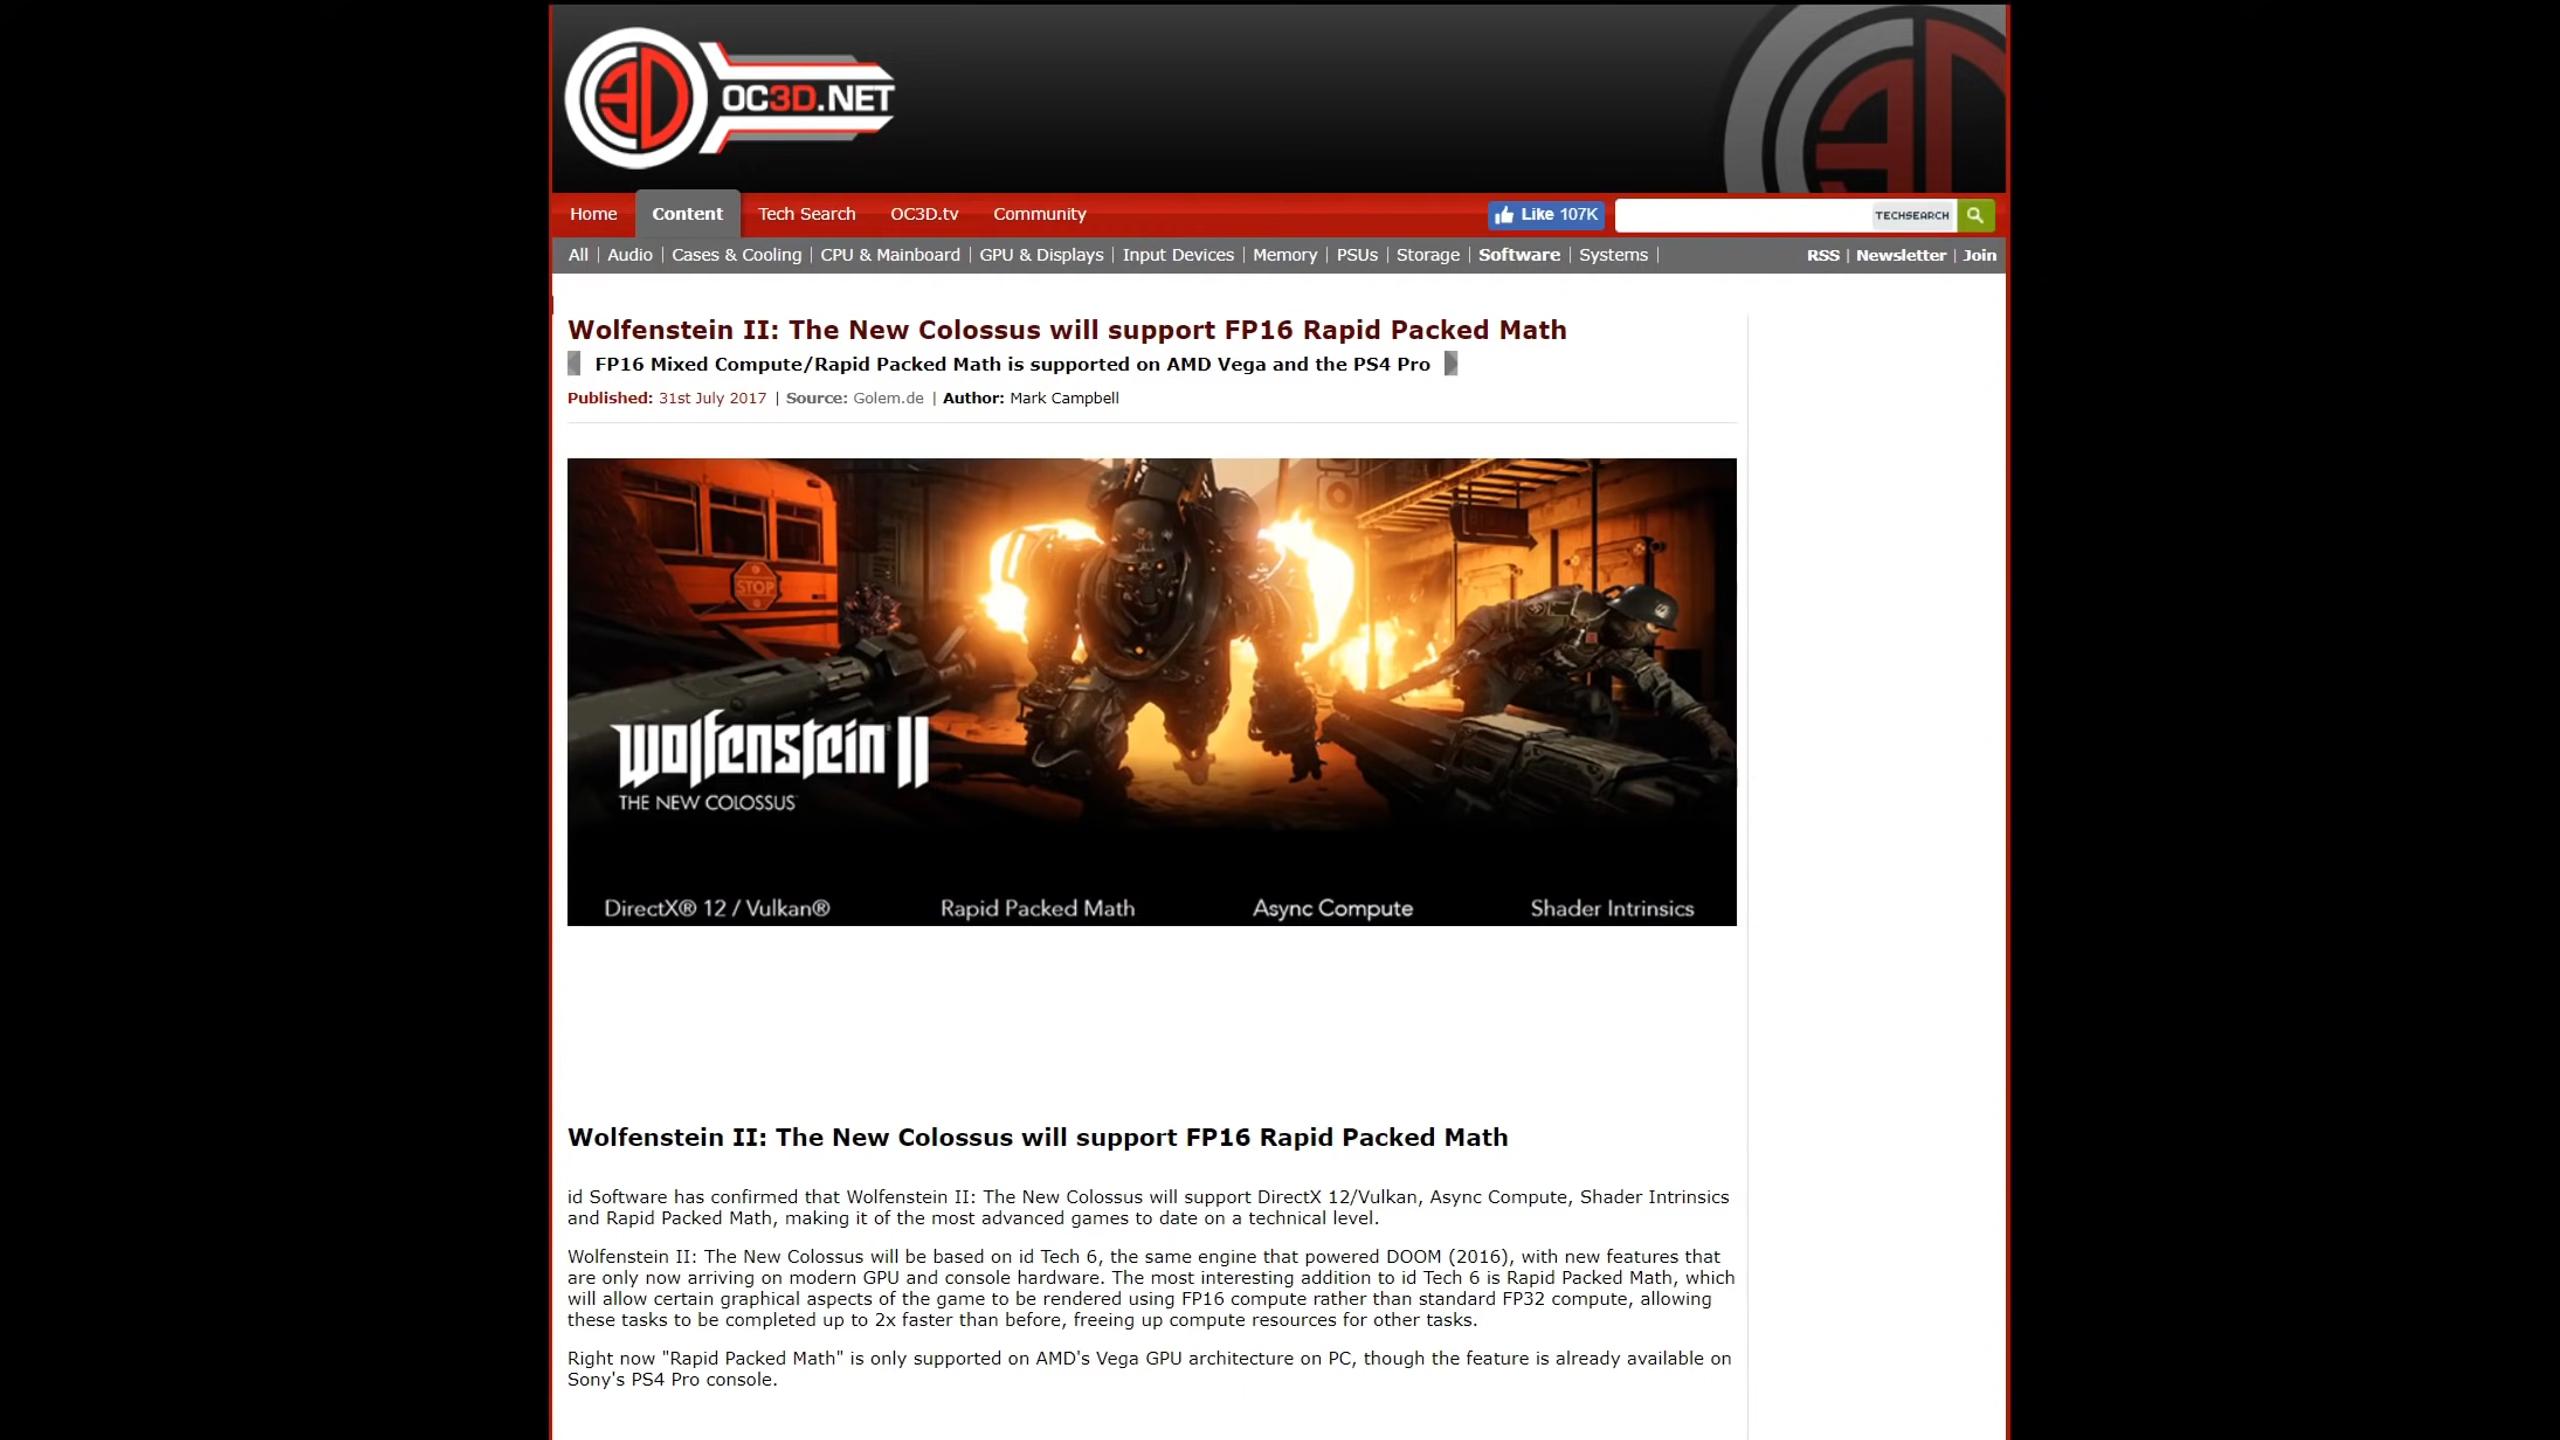 OC3D.NET
Home Content Tech Search OC3D.tv Community Like 107K TECHSEARCH
All | Audio | Cases & Cooling | CPU & Mainboard | GPU & Displays | Input Devices | Memory | PSUs | Storage | Software | Systems | RSS | Newsletter | Join
Wolfenstein II: The New Colossus will support FP16 Rapid Packed Math
FP16 Mixed Compute/Rapid Packed Math is supported on AMD Vega and the PS4 Pro
Published: 31st July 2017 | Source: Golem.de | Author: Mark Campbell
STOP
Wolfenstein II
THE NEW COLOSSUS
DirectX® 12 / Vulkan® Rapid Packed Math Async Compute Shader Intrinsics
Wolfenstein II: The New Colossus will support FP16 Rapid Packed Math
id Software has confirmed that Wolfenstein II: The New Colossus will support DirectX 12/Vulkan, Async Compute, Shader Intrinsics
and Rapid Packed Math, making it of the most advanced games to date on a technical level.
Wolfenstein II: The New Colossus will be based on id Tech 6, the same engine that powered DOOM (2016), with new features that
are only now arriving on modern GPU and console hardware. The most interesting addition to id Tech 6 is Rapid Packed Math, which
will allow certain graphical aspects of the game to be rendered using FP16 compute rather than standard FP32 compute, allowing
these tasks to be completed up to 2x faster than before, freeing up compute resources for other tasks.
Right now "Rapid Packed Math" is only supported on AMD's Vega GPU architecture on PC, though the feature is already available on
Sony's PS4 Pro console.